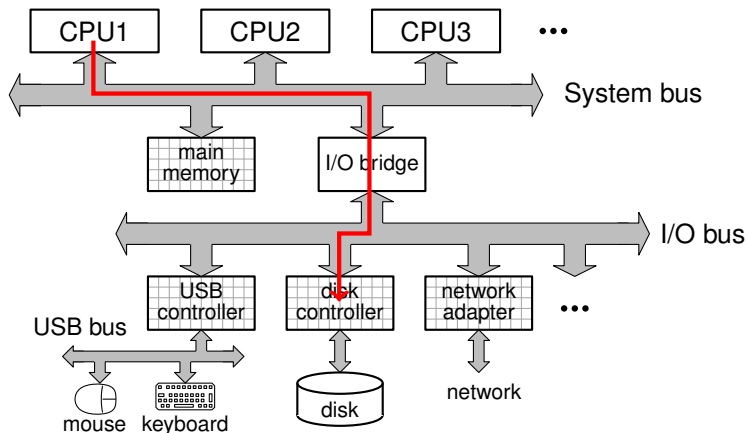 CPU1
CPU2
CPU3
•••
System bus
main
memory
I/O bridge
I/O bus
USB
controller
disk
controller
network
adapter
•••
USB bus
mouse
keyboard
disk
network